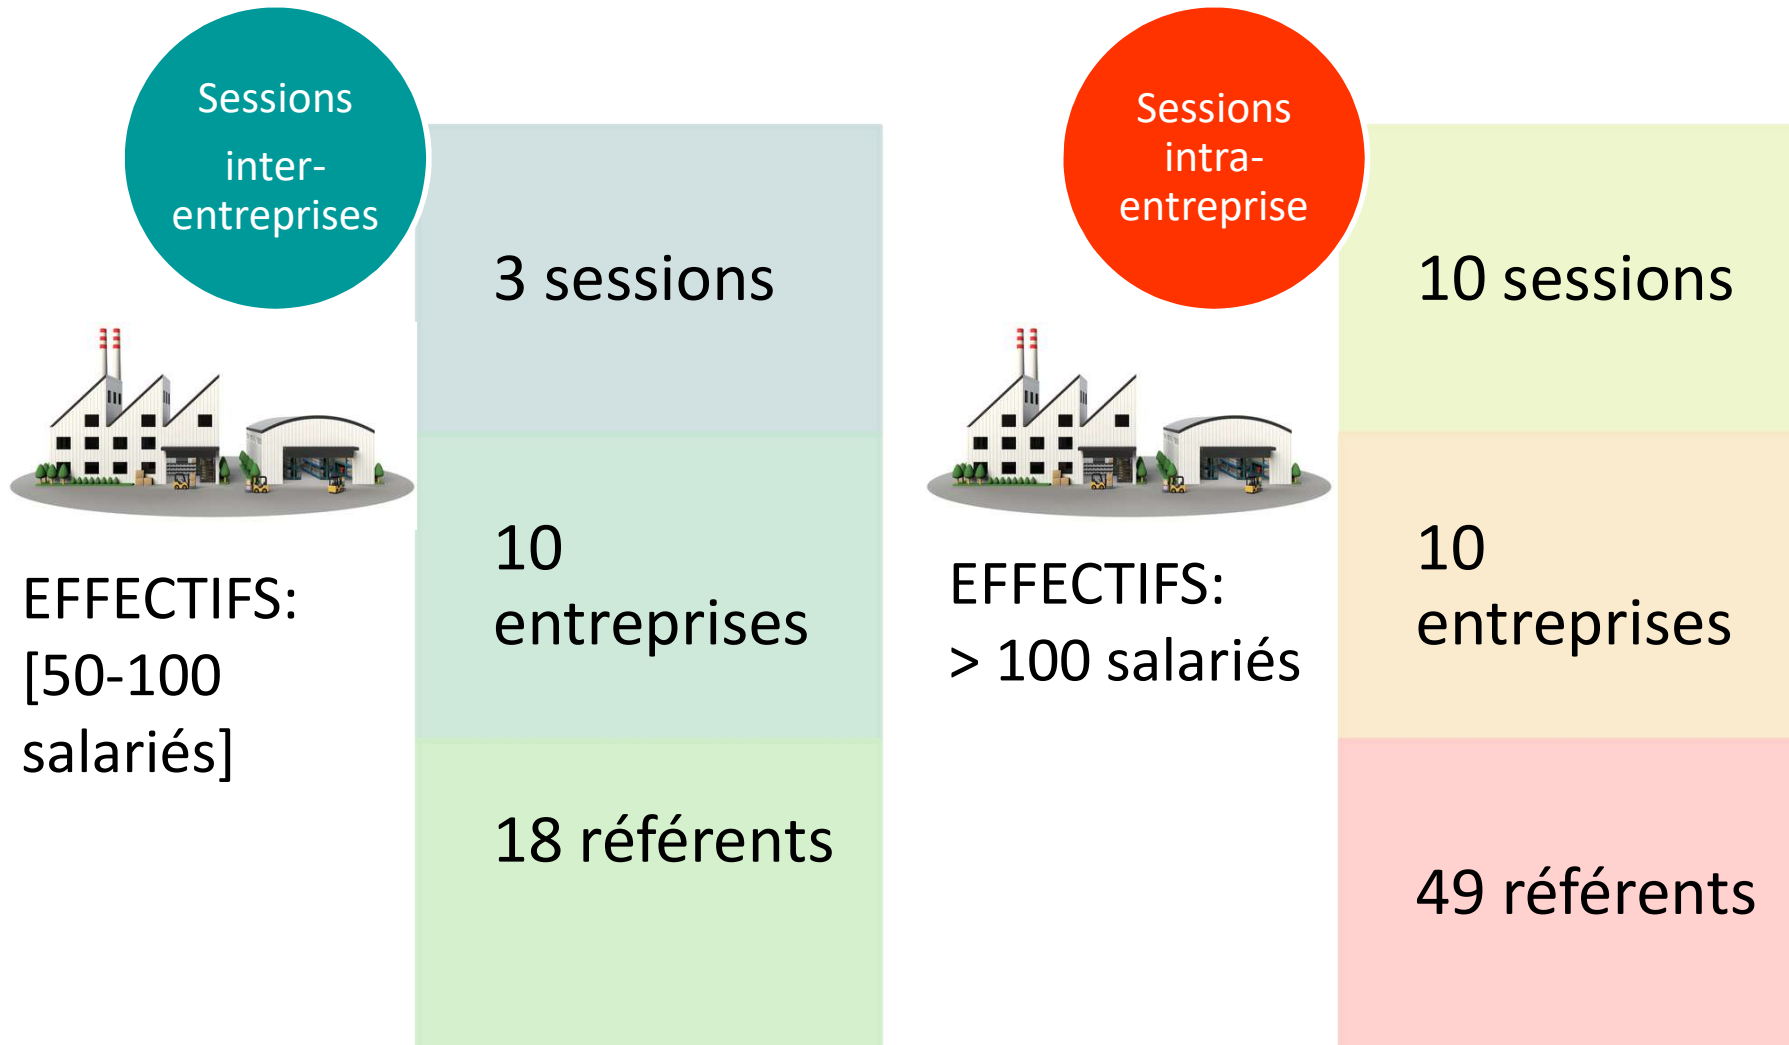 Sessions
inter-
entreprises
3 sessions
10
entreprises
18 référents
EFFECTIFS:
[50-100
salariés]
Sessions
intra-
entreprise
10 sessions
10
entreprises
49 référents
EFFECTIFS:
> 100 salariés